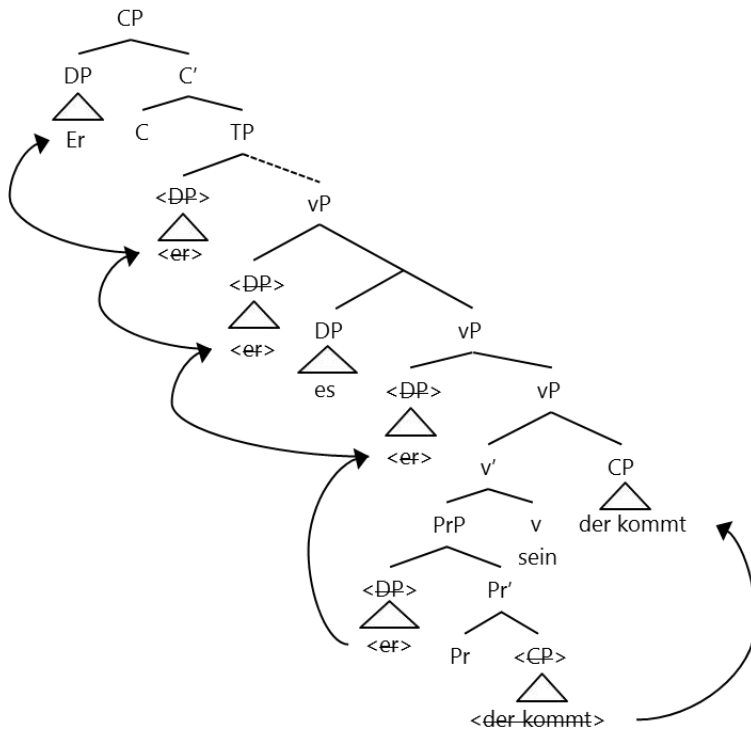 CP
DP C’
Er C TP
<DP> vP
<er>
<DP>
<er> DP vP
es <DP> vP
<er> v’ CP
PrP v der kommt
sein
<DP> Pr’
<er> Pr <CP>
<der kommt>